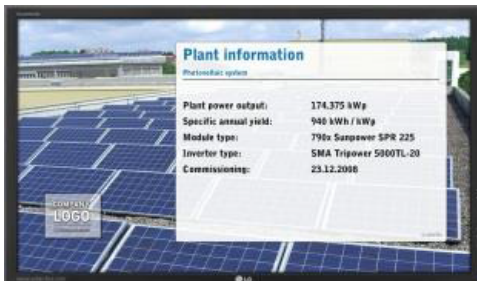 Plant information
Photovoltaic system
Plant power output: 174.375 kWp
Specific annual yield: 940 kWh / kWp
Module type: 790x Sunpower SPR 225
Inverter type: SMA Tripower 5000TL-20
Commissioning: 23.12.2008
COMPANY
LOGO
LG